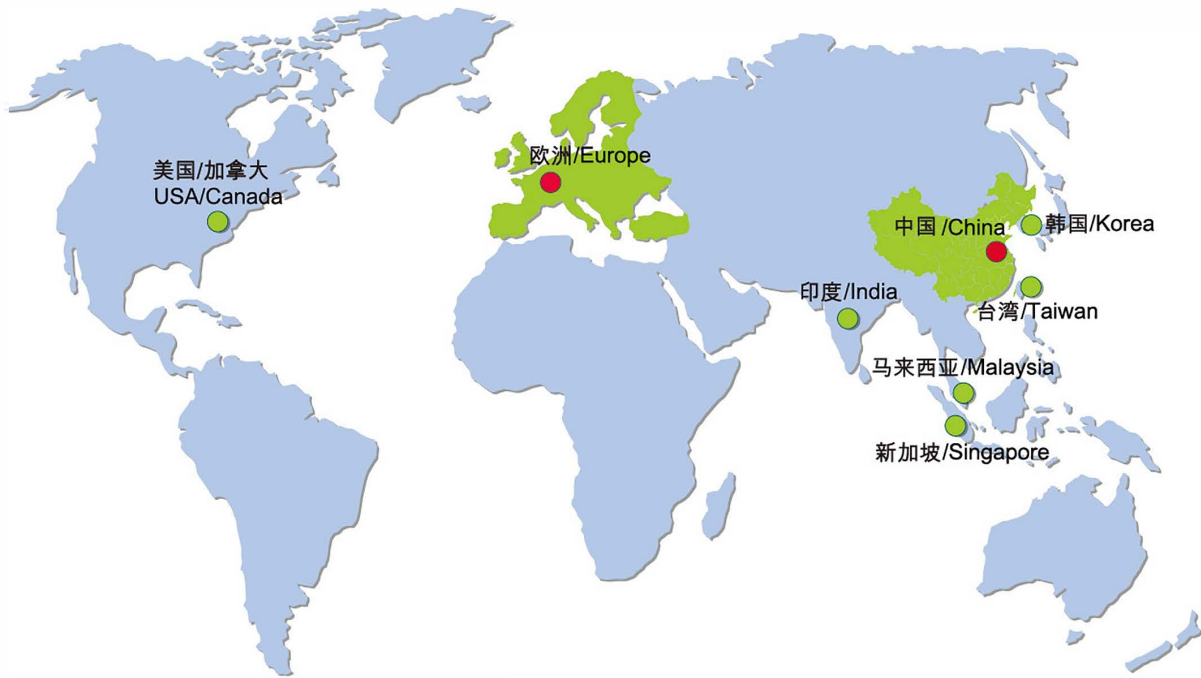 美国/加拿大
USA/Canada
欧洲/Europe
中国/China
韩国/Korea
印度/India
台湾/Taiwan
马来西亚/Malaysia
新加坡/Singapore